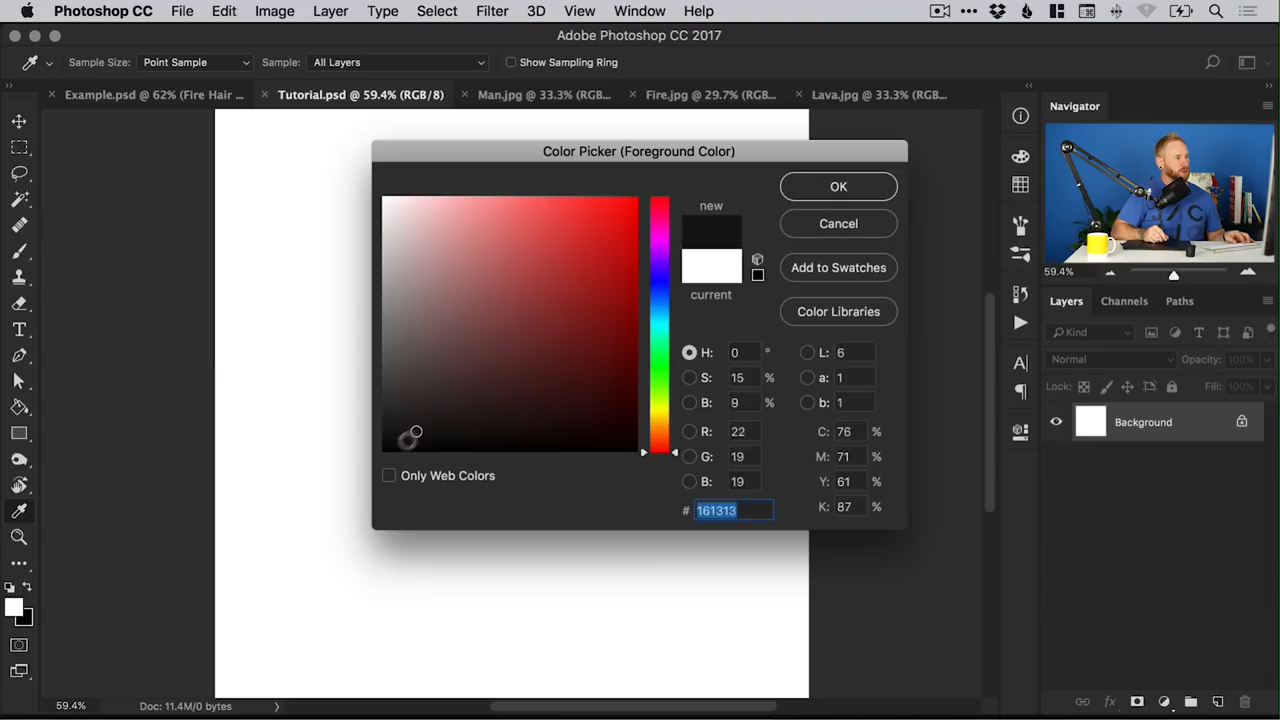 Photoshop CC File Edit Image Layer Type Select Filter 3D View Window Help
Adobe Photoshop CC 2017
Sample Size: Point Sample Sample: All Layers Show Sampling Ring
Example.psd @ 62% (Fire Hair ... Tutorial.psd @ 59.4% (RGB/8) Man.jpg @ 33.3% (RGB... Fire.jpg @ 29.7% (RGB... Lava.jpg @ 33.3% (RGB...
Navigator
Color Picker (Foreground Color)
OK
new
Cancel
Add to Swatches
59.4%
current
Layers Channels Paths
Color Libraries
Kind
H: 0 ° L: 6
Normal Opacity: 100%
S: 15 % a: 1
Lock: Fill: 100%
B: 9 % b: 1
Background
R: 22 C: 76 %
G: 19 M: 71 %
Only Web Colors
B: 19 Y: 61 %
# 161313 K: 87 %
59.4% Doc: 11.4M/0 bytes